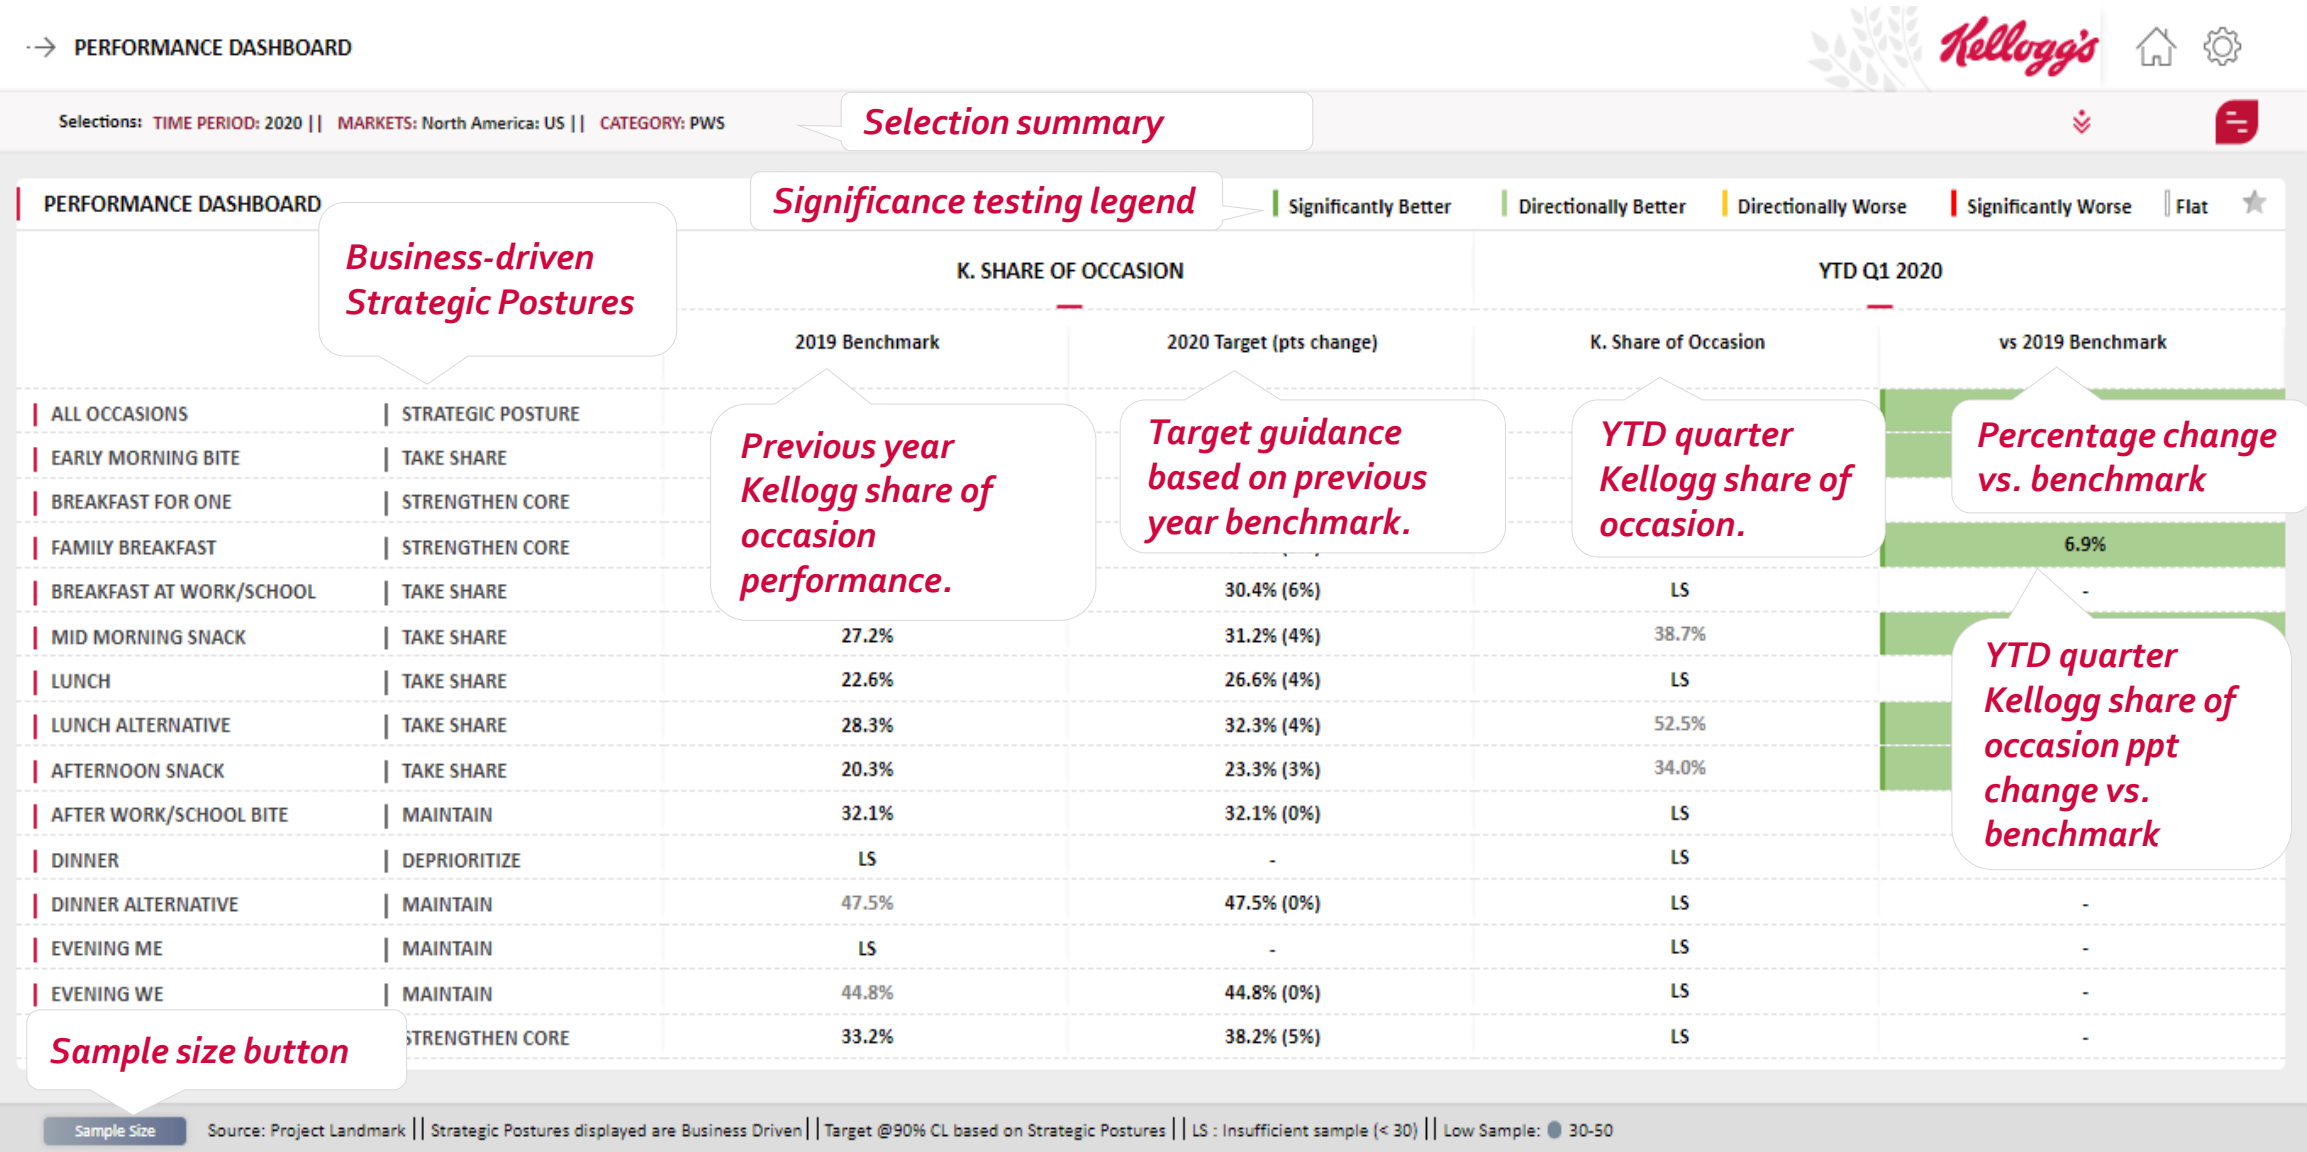 PERFORMANCE DASHBOARD
Kellogg's
Selections: TIME PERIOD: 2020 || MARKETS: North America: US || CATEGORY: PWS
Selection summary
PERFORMANCE DASHBOARD
Significance testing legend
Significantly Better
Directionally Better
Directionally Worse
Significantly Worse
Flat
Business-driven
Strategic Postures
K. SHARE OF OCCASION
YTD Q1 2020
2019 Benchmark
2020 Target (pts change)
K. Share of Occasion
vs 2019 Benchmark
Previous year
Kellogg share of
occasion
performance.
Target guidance
based on previous
year benchmark.
YTD quarter
Kellogg share of
occasion.
Percentage change
vs. benchmark
ALL OCCASIONS STRATEGIC POSTURE
EARLY MORNING BITE TAKE SHARE
BREAKFAST FOR ONE STRENGTHEN CORE
FAMILY BREAKFAST STRENGTHEN CORE 6.9%
BREAKFAST AT WORK/SCHOOL TAKE SHARE 30.4% (6%) LS -
MID MORNING SNACK TAKE SHARE 27.2% 31.2% (4%) 38.7%
LUNCH TAKE SHARE 22.6% 26.6% (4%) LS
LUNCH ALTERNATIVE TAKE SHARE 28.3% 32.3% (4%) 52.5%
AFTERNOON SNACK TAKE SHARE 20.3% 23.3% (3%) 34.0%
AFTER WORK/SCHOOL BITE MAINTAIN 32.1% 32.1% (0%) LS
DINNER DEPRIORITIZE LS - LS
DINNER ALTERNATIVE MAINTAIN 47.5% 47.5% (0%) LS -
EVENING ME MAINTAIN LS - LS -
EVENING WE MAINTAIN 44.8% 44.8% (0%) LS -
STRENGTHEN CORE 33.2% 38.2% (5%) LS -
YTD quarter
Kellogg share of
occasion ppt
change vs.
benchmark
Sample size button
Sample Size
Source: Project Landmark || Strategic Postures displayed are Business Driven || Target @90% CL based on Strategic Postures || LS : Insufficient sample (< 30) || Low Sample: 30-50